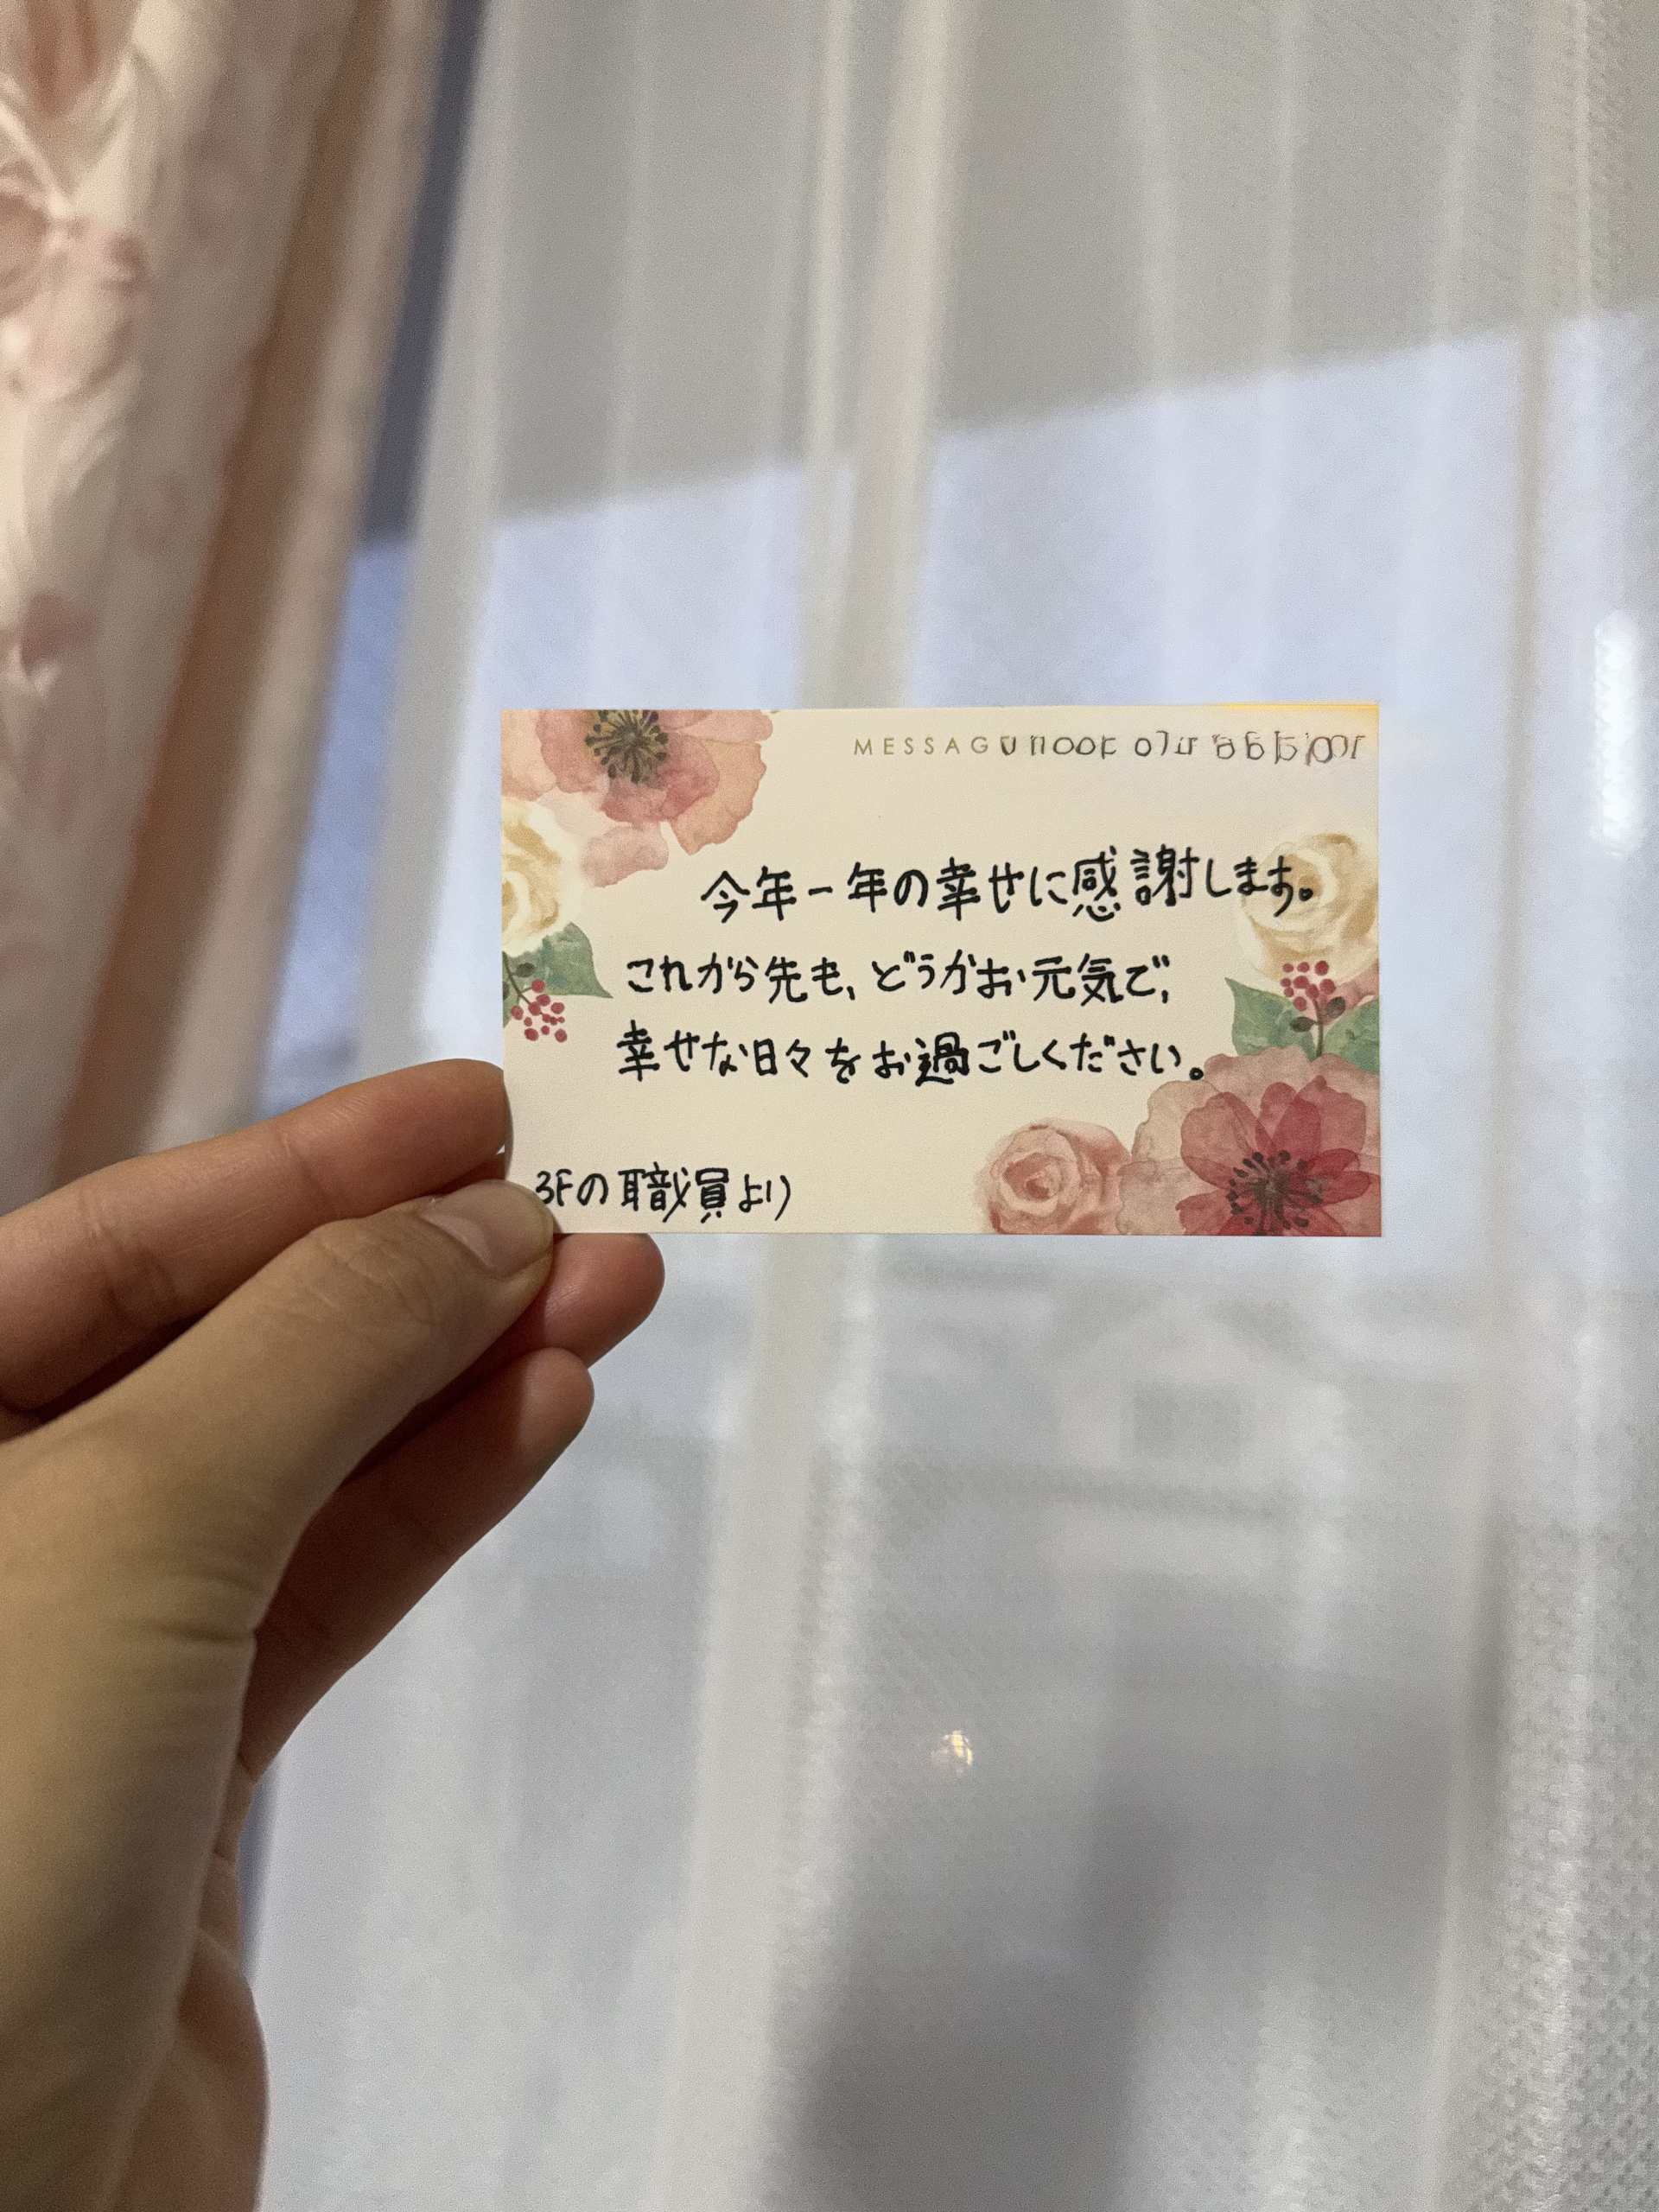 今年一年の幸せに感謝します。
これから先も、どうかお元気で、
幸せな日々をお過ごしください。
3Fの職員より